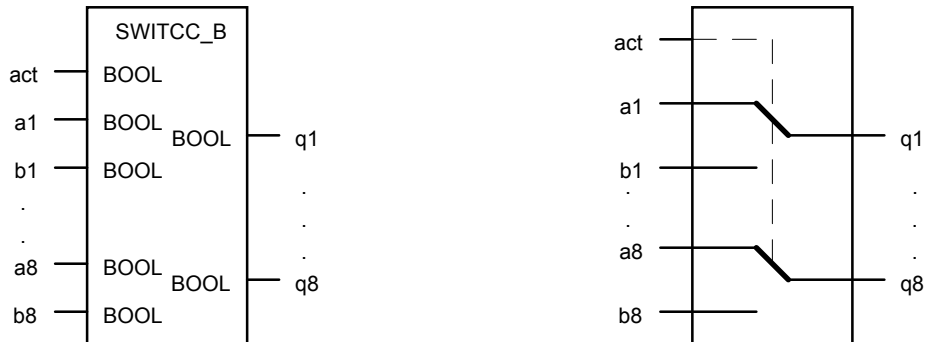 SWITCC_B
act BOOL
a1 BOOL
BOOL q1
b1 BOOL
.
.
.
.
.
a8 BOOL
BOOL q8
b8 BOOL
act
a1
q1
b1
.
.
.
.
.
a8
q8
b8